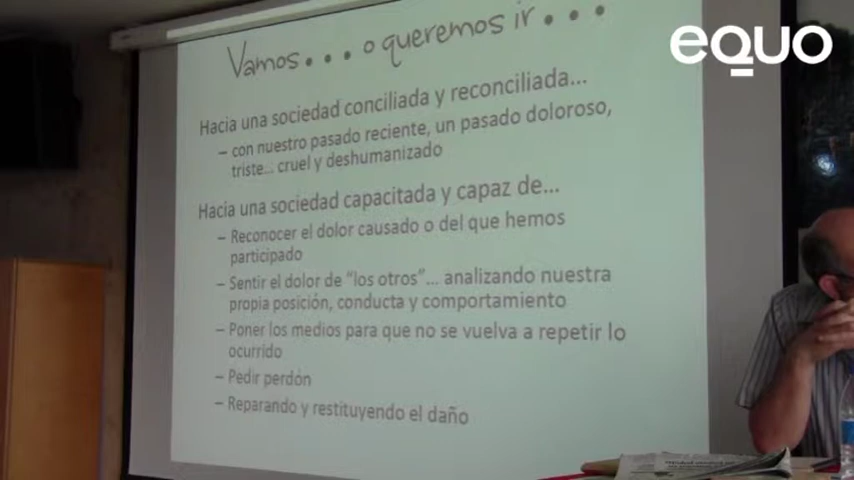 equo
Vamos... o queremos ir...
Hacia una sociedad conciliada y reconciliada...
– con nuestro pasado reciente, un pasado doloroso,
triste... cruel y deshumanizado
Hacia una sociedad capacitada y capaz de...
– Reconocer el dolor causado o del que hemos
participado
– Sentir el dolor de "los otros"... analizando nuestra
propia posición, conducta y comportamiento
– Poner los medios para que no se vuelva a repetir lo
ocurrido
– Pedir perdón
– Reparando y restituyendo el daño